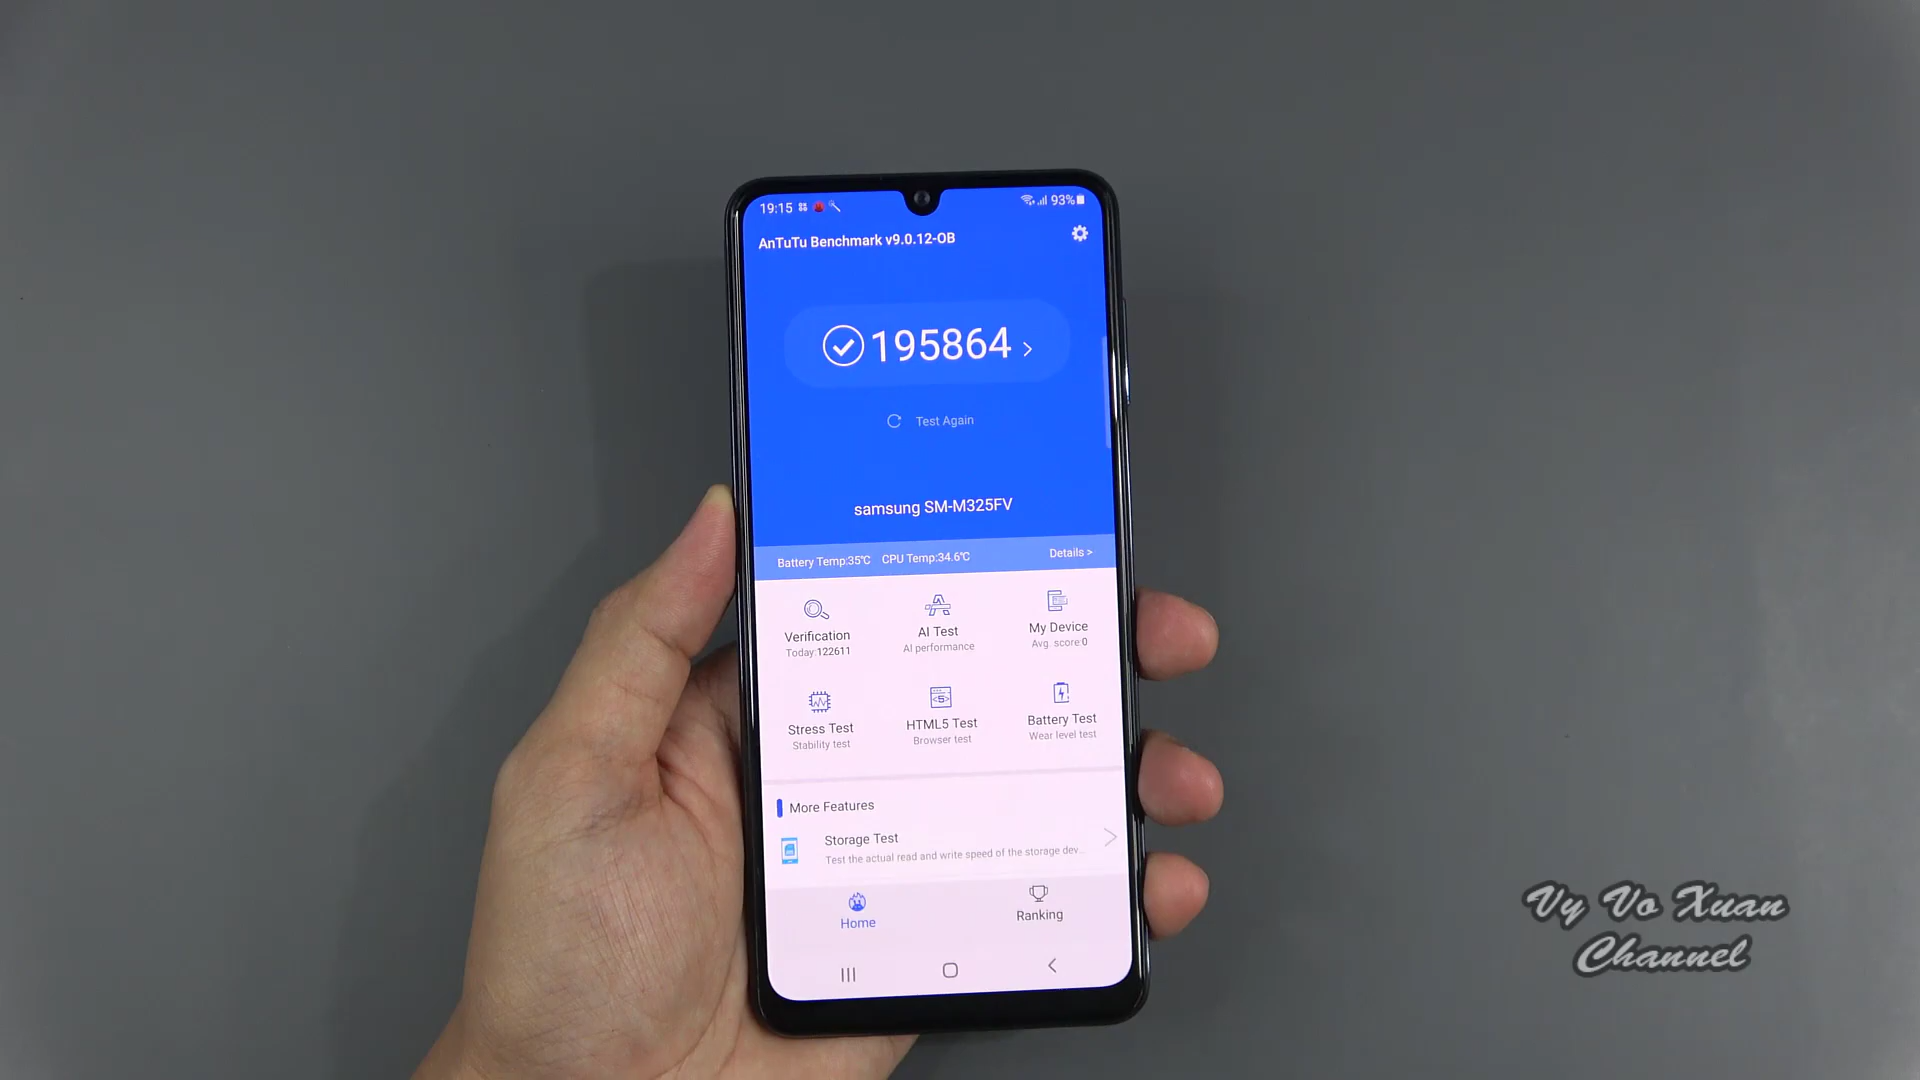 19:15 93%
AnTuTu Benchmark v9.0.12-OB
195864
Test Again
samsung SM-M325FV
Battery Temp:35℃ CPU Temp:34.6℃ Details >
Verification AI Test My Device
Today:122611 AI performance Avg. score:0
Stress Test HTML5 Test Battery Test
Stability test Browser test Wear level test
More Features
Storage Test
Test the actual read and write speed of the storage dev...
Home Ranking
Vy Vo Xuan
Channel